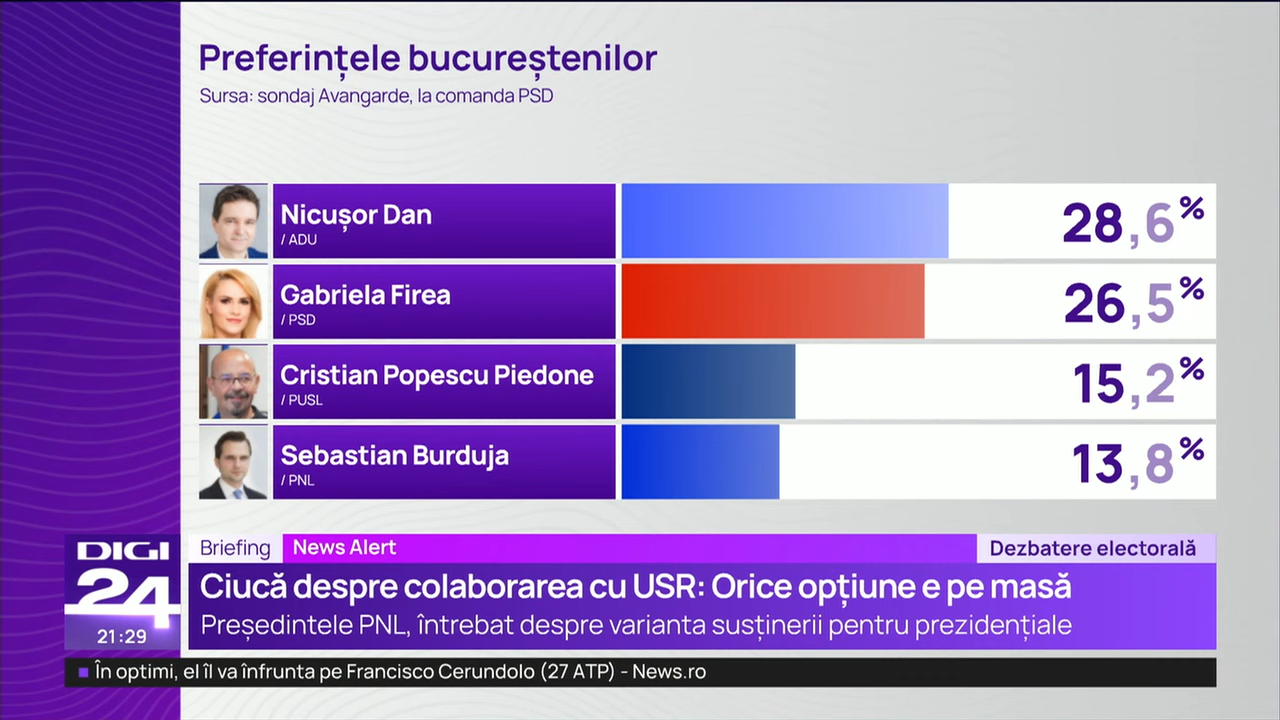 Preferințele bucureștenilor
Sursa: sondaj Avangarde, la comanda PSD
Nicușor Dan
/ ADU
28,6%
Gabriela Firea
/ PSD
26,5%
Cristian Popescu Piedone
/ PUSL
15,2%
Sebastian Burduja
/ PNL
13,8%
DIGI
24
21:29
Briefing
News Alert
Dezbatere electorală
Ciucă despre colaborarea cu USR: Orice opțiune e pe masă
Președintele PNL, întrebat despre varianta susținerii pentru prezidențiale
În optimi, el îl va înfrunta pe Francisco Cerundolo (27 ATP) - News.ro